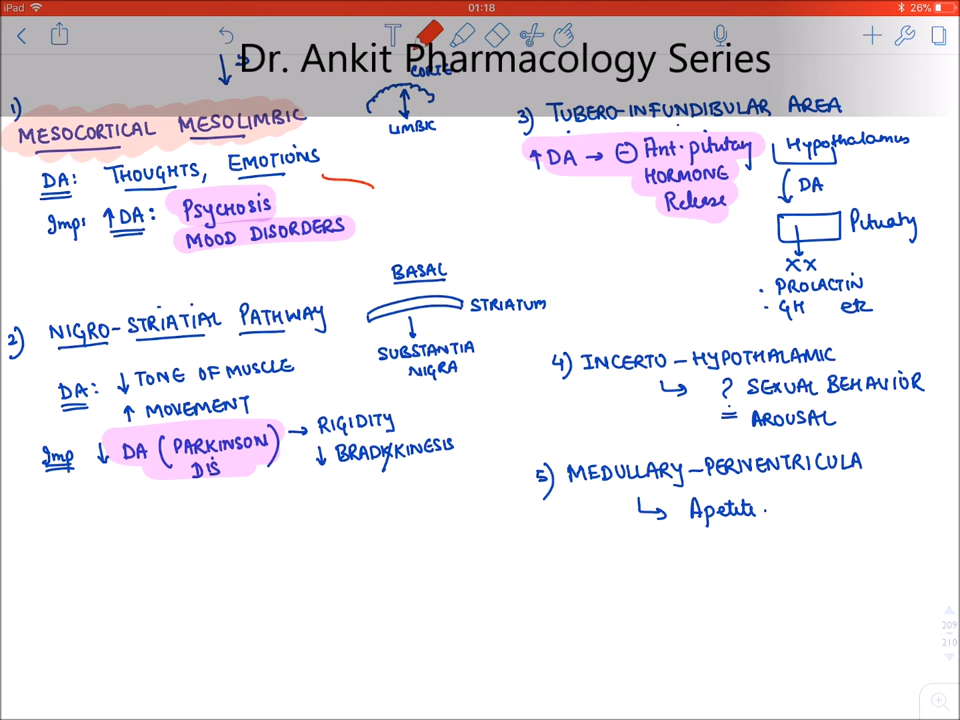 iPad
01:18
26%
Dr. Ankit Pharmacology Series
1)
MESOCORTICAL MESOLIMBIC
DA: THOUGHTS, EMOTIONS
Imp: ↑DA: PSYCHOSIS
MOOD DISORDERS
CORTE
LIMBIC
2) NIGRO-STRIATIAL PATHWAY
BASAL
STRIATUM
SUBSTANTIA
NIGRA
DA: ↓ TONE OF MUSCLE
↑ MOVEMENT
Imp ↓ DA (PARKINSON)
DIS
→ RIGIDITY
↓ BRADYKINESIS
3) TUBERO-INFUNDIBULAR AREA
↑DA → ⊖ Ant. pitutary
HORMONE
Release
Hypothalamus
DA
Pitutary
XX
. PROLACTIN
. GH etc
4) INCERTO – HYPOTHALAMIC
↳ ? SEXUAL BEHAVIOR
= AROUSAL
5) MEDULLARY – PERIVENTRICULA
↳ Apetite.
209
210